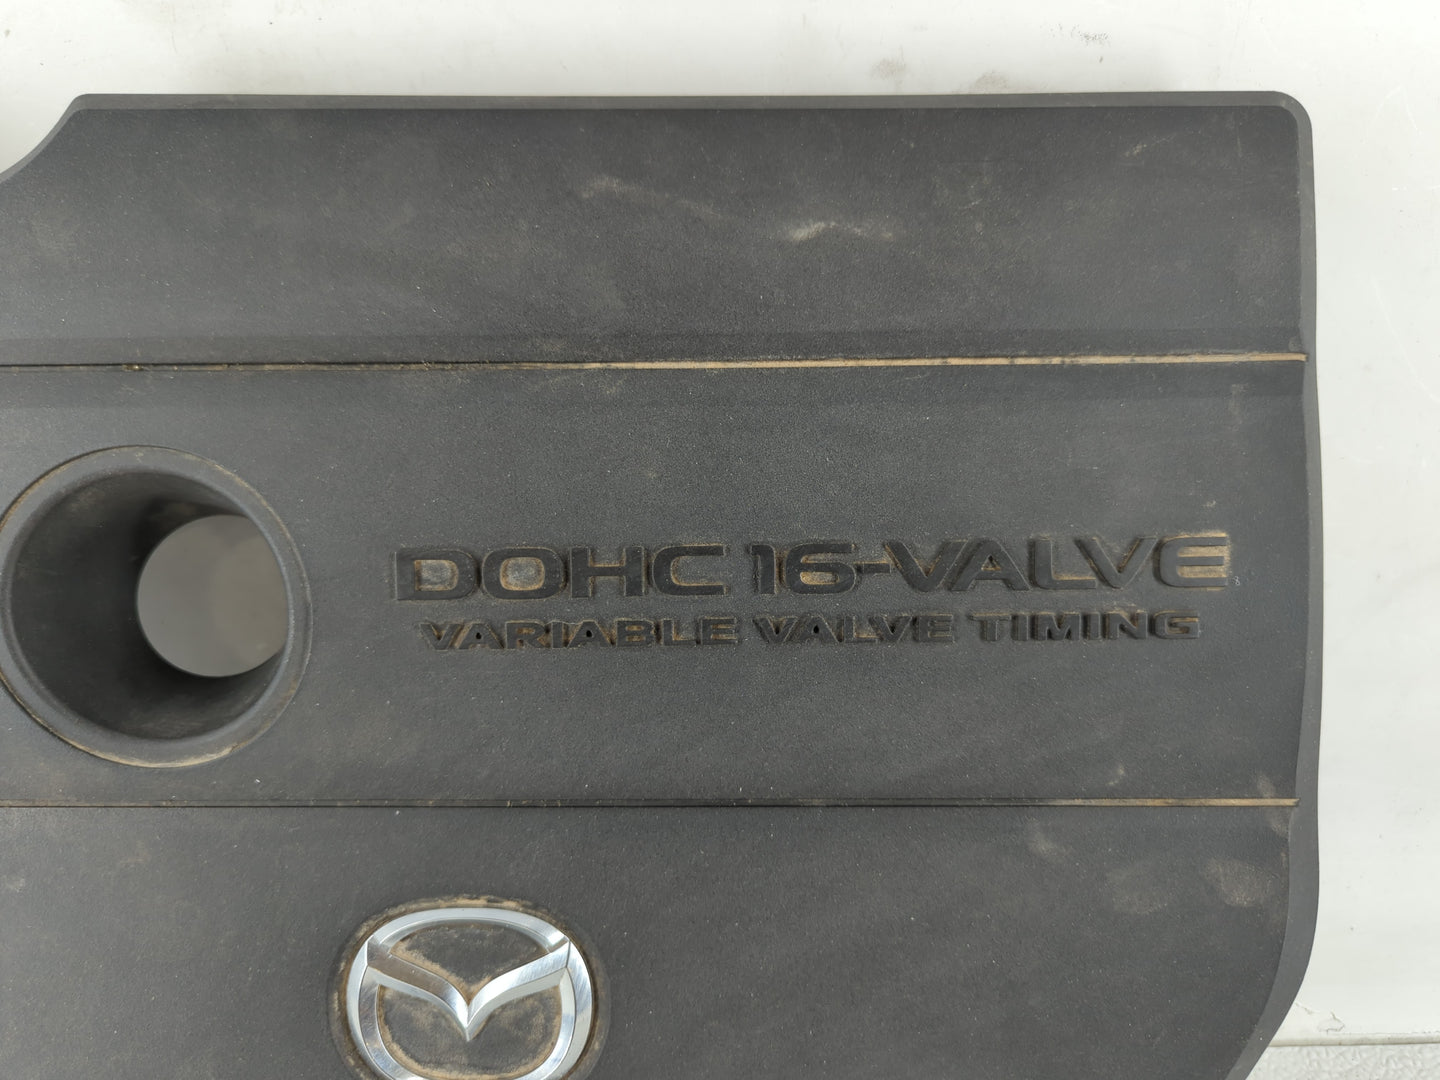 DOHC 16-VALVE
VARIABLE VALVE TIMING